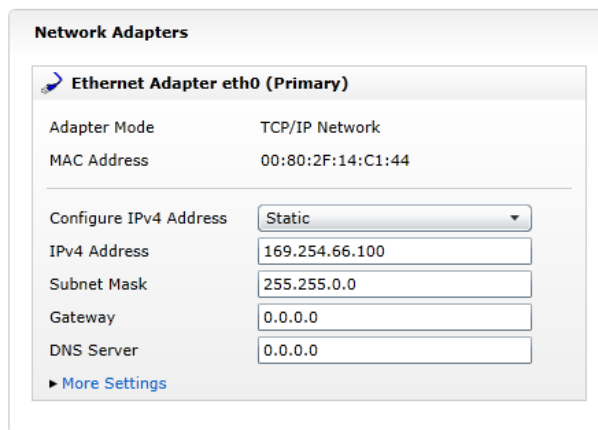 Network Adapters
Ethernet Adapter eth0 (Primary)
Adapter Mode TCP/IP Network
MAC Address 00:80:2F:14:C1:44
Configure IPv4 Address Static
IPv4 Address 169.254.66.100
Subnet Mask 255.255.0.0
Gateway 0.0.0.0
DNS Server 0.0.0.0
More Settings